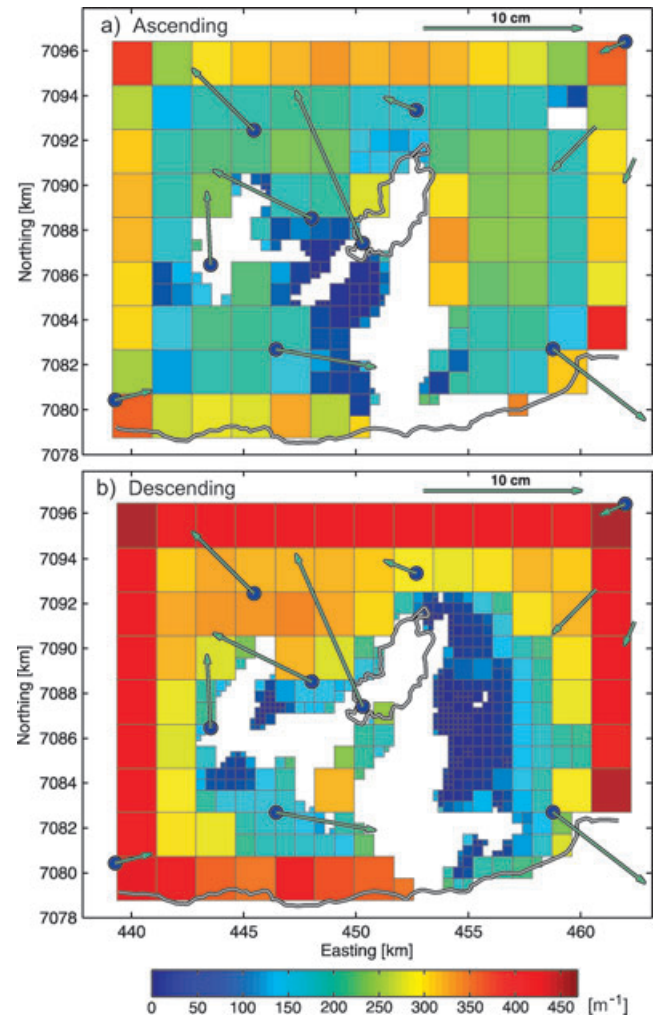 a) Ascending
10 cm
7096
7094
7092
7090
7088
7086
7084
7082
7080
7078
Northing [km]
b) Descending
10 cm
7096
7094
7092
7090
7088
7086
7084
7082
7080
7078
Northing [km]
440 445 450 455 460
Easting [km]
0 50 100 150 200 250 300 350 400 450 [m⁻¹]